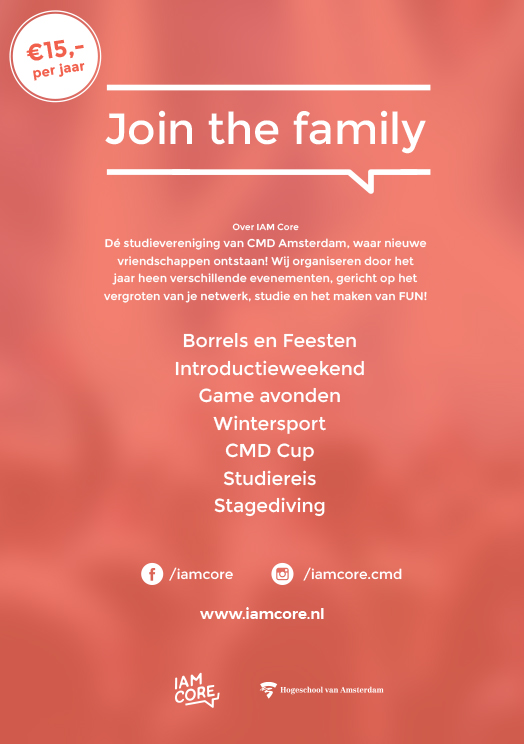 €15,-
per jaar
Join the family
Over IAM Core
Dé studievereniging van CMD Amsterdam, waar nieuwe
vriendschappen ontstaan! Wij organiseren door het
jaar heen verschillende evenementen, gericht op het
vergroten van je netwerk, studie en het maken van FUN!
Borrels en Feesten
Introductieweekend
Game avonden
Wintersport
CMD Cup
Studiereis
Stagediving
/iamcore
/iamcore.cmd
www.iamcore.nl
IAM
CORE
Hogeschool van Amsterdam